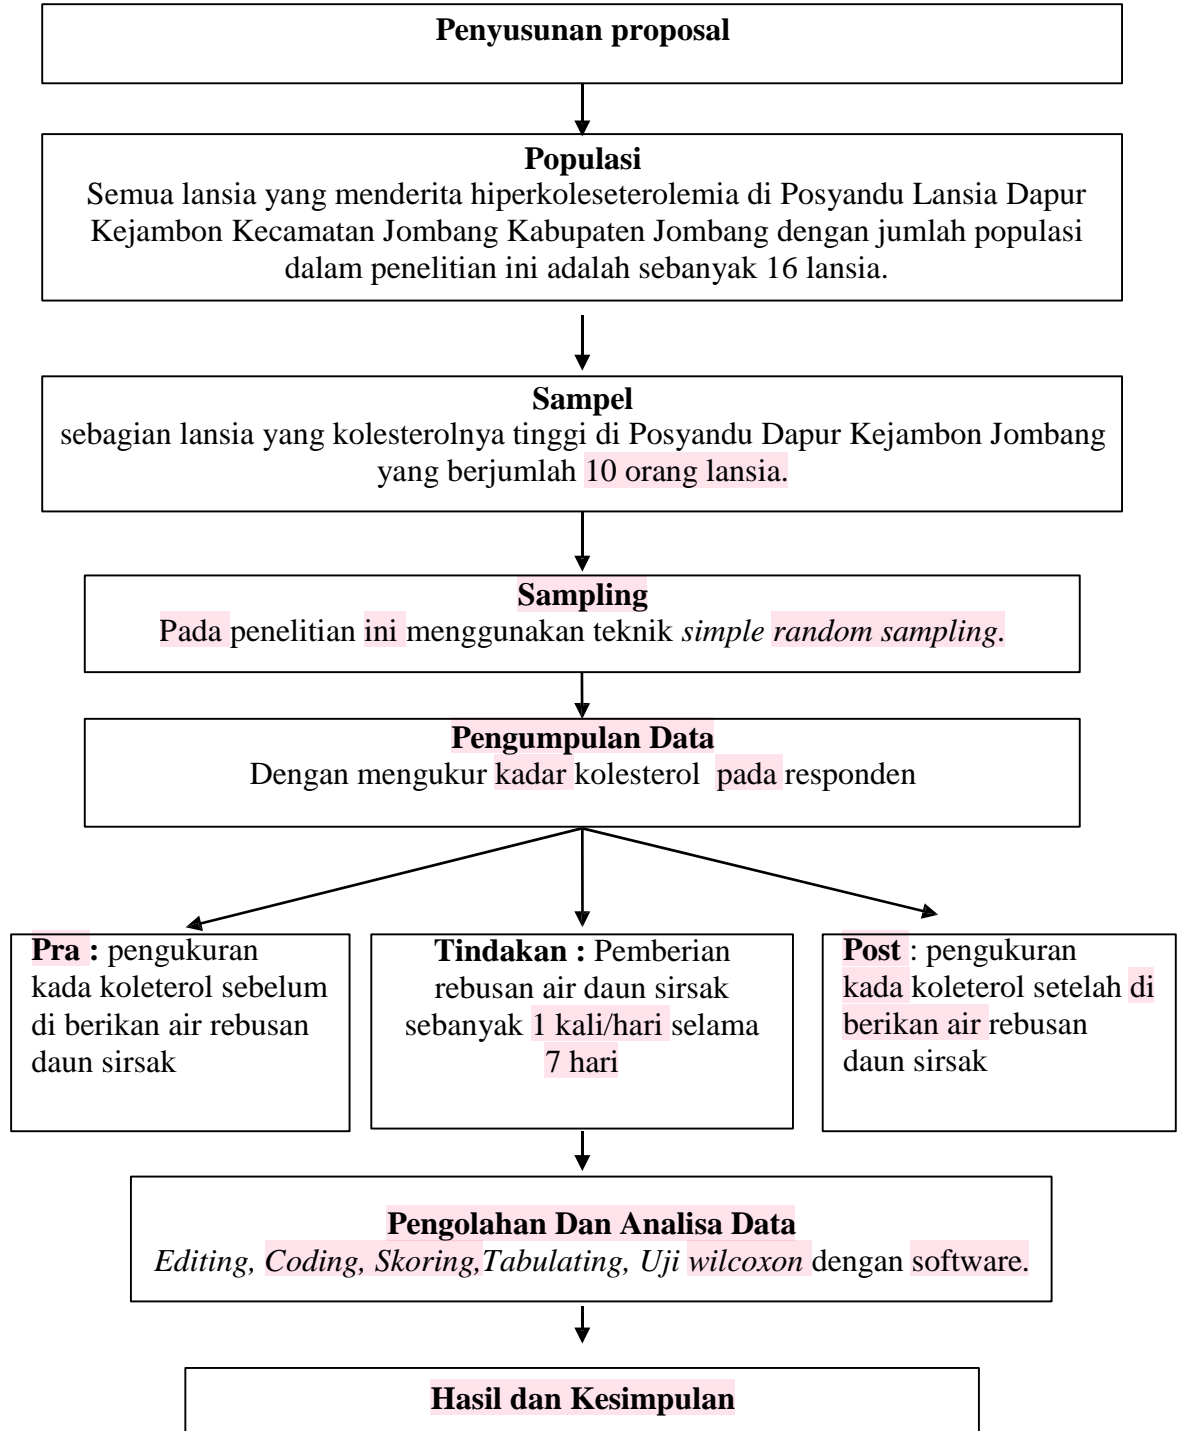 Penyusunan proposal
Populasi
Semua lansia yang menderita hiperkoleseterolemia di Posyandu Lansia Dapur
Kejambon Kecamatan Jombang Kabupaten Jombang dengan jumlah populasi
dalam penelitian ini adalah sebanyak 16 lansia.
Sampel
sebagian lansia yang kolesterolnya tinggi di Posyandu Dapur Kejambon Jombang
yang berjumlah 10 orang lansia.
Sampling
Pada penelitian ini menggunakan teknik simple random sampling.
Pengumpulan Data
Dengan mengukur kadar kolesterol pada responden
Pra : pengukuran
kada koleterol sebelum
di berikan air rebusan
daun sirsak
Tindakan : Pemberian
rebusan air daun sirsak
sebanyak 1 kali/hari selama
7 hari
Post : pengukuran
kada koleterol setelah di
berikan air rebusan
daun sirsak
Pengolahan Dan Analisa Data
Editing, Coding, Skoring,Tabulating, Uji wilcoxon dengan software.
Hasil dan Kesimpulan